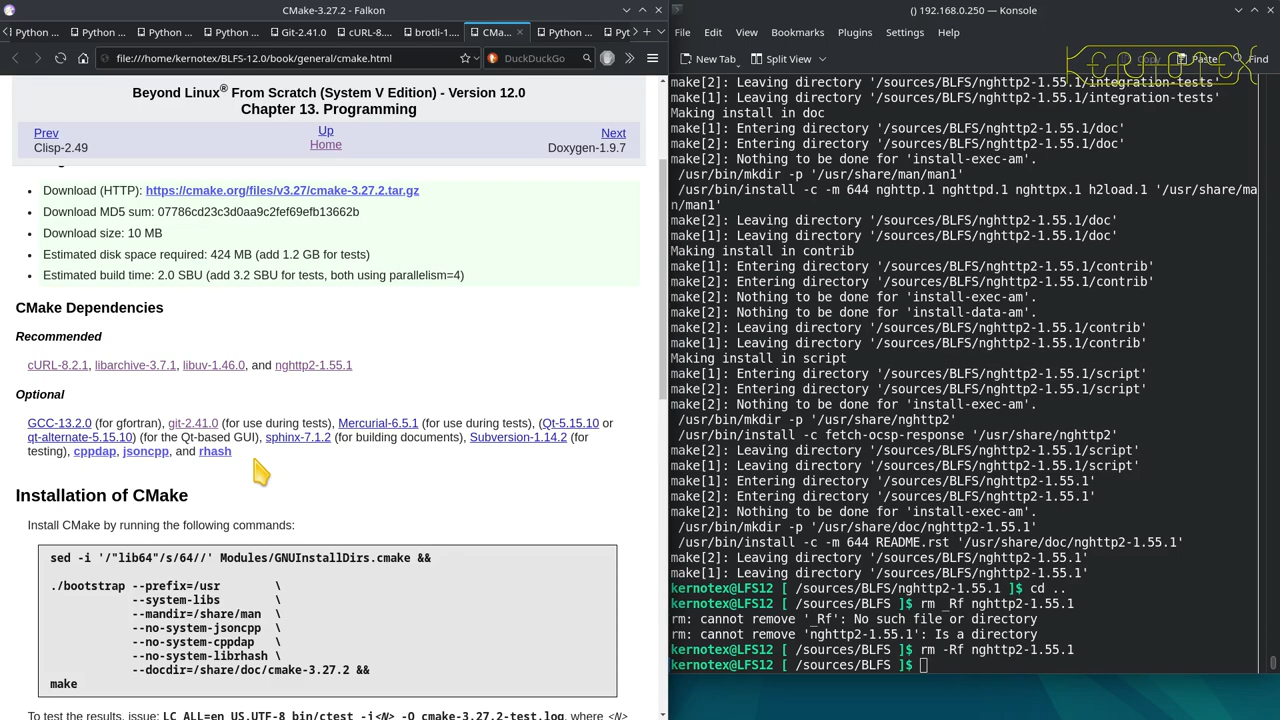 CMake-3.27.2 - Falkon
Python ...
Python ...
Python ...
Python ...
Git-2.41.0
cURL-8....
brotli-1....
CMa...
Python ...
Pyt
file:///home/kernotex/BLFS-12.0/book/general/cmake.html
DuckDuckGo
Beyond Linux® From Scratch (System V Edition) - Version 12.0
Chapter 13. Programming
Prev
Up
Next
Clisp-2.49
Home
Doxygen-1.9.7
Download (HTTP): https://cmake.org/files/v3.27/cmake-3.27.2.tar.gz
Download MD5 sum: 07786cd23c3d0aa9c2fef69efb13662b
Download size: 10 MB
Estimated disk space required: 424 MB (add 1.2 GB for tests)
Estimated build time: 2.0 SBU (add 3.2 SBU for tests, both using parallelism=4)
CMake Dependencies
Recommended
cURL-8.2.1, libarchive-3.7.1, libuv-1.46.0, and nghttp2-1.55.1
Optional
GCC-13.2.0 (for gfortran), git-2.41.0 (for use during tests), Mercurial-6.5.1 (for use during tests), (Qt-5.15.10 or
qt-alternate-5.15.10) (for the Qt-based GUI), sphinx-7.1.2 (for building documents), Subversion-1.14.2 (for
testing), cppdap, jsoncpp, and rhash
Installation of CMake
Install CMake by running the following commands:
sed -i '/"lib64"/s/64//' Modules/GNUInstallDirs.cmake &&
./bootstrap --prefix=/usr \
--system-libs \
--mandir=/share/man \
--no-system-jsoncpp \
--no-system-cppdap \
--no-system-librhash \
--docdir=/share/doc/cmake-3.27.2 &&
make
To test the results, issue: LC_ALL=en_US.UTF-8 bin/ctest -j<N> -O cmake-3.27.2-test.log, where <N>
() 192.168.0.250 — Konsole
File Edit View Bookmarks Plugins Settings Help
New Tab Split View Copy Paste Find
kernotex
make[2]: Leaving directory '/sources/BLFS/nghttp2-1.55.1/integration-tests'
make[1]: Leaving directory '/sources/BLFS/nghttp2-1.55.1/integration-tests'
Making install in doc
make[1]: Entering directory '/sources/BLFS/nghttp2-1.55.1/doc'
make[2]: Entering directory '/sources/BLFS/nghttp2-1.55.1/doc'
make[2]: Nothing to be done for 'install-exec-am'.
/usr/bin/mkdir -p '/usr/share/man/man1'
/usr/bin/install -c -m 644 nghttp.1 nghttpd.1 nghttpx.1 h2load.1 '/usr/share/ma
n/man1'
make[2]: Leaving directory '/sources/BLFS/nghttp2-1.55.1/doc'
make[1]: Leaving directory '/sources/BLFS/nghttp2-1.55.1/doc'
Making install in contrib
make[1]: Entering directory '/sources/BLFS/nghttp2-1.55.1/contrib'
make[2]: Entering directory '/sources/BLFS/nghttp2-1.55.1/contrib'
make[2]: Nothing to be done for 'install-exec-am'.
make[2]: Nothing to be done for 'install-data-am'.
make[2]: Leaving directory '/sources/BLFS/nghttp2-1.55.1/contrib'
make[1]: Leaving directory '/sources/BLFS/nghttp2-1.55.1/contrib'
Making install in script
make[1]: Entering directory '/sources/BLFS/nghttp2-1.55.1/script'
make[2]: Entering directory '/sources/BLFS/nghttp2-1.55.1/script'
make[2]: Nothing to be done for 'install-exec-am'.
/usr/bin/mkdir -p '/usr/share/nghttp2'
/usr/bin/install -c fetch-ocsp-response '/usr/share/nghttp2'
make[2]: Leaving directory '/sources/BLFS/nghttp2-1.55.1/script'
make[1]: Leaving directory '/sources/BLFS/nghttp2-1.55.1/script'
make[1]: Entering directory '/sources/BLFS/nghttp2-1.55.1'
make[2]: Entering directory '/sources/BLFS/nghttp2-1.55.1'
make[2]: Nothing to be done for 'install-exec-am'.
/usr/bin/mkdir -p '/usr/share/doc/nghttp2-1.55.1'
/usr/bin/install -c -m 644 README.rst '/usr/share/doc/nghttp2-1.55.1'
make[2]: Leaving directory '/sources/BLFS/nghttp2-1.55.1'
make[1]: Leaving directory '/sources/BLFS/nghttp2-1.55.1'
kernotex@LFS12 [ /sources/BLFS/nghttp2-1.55.1 ]$ cd ..
kernotex@LFS12 [ /sources/BLFS ]$ rm _Rf nghttp2-1.55.1
rm: cannot remove '_Rf': No such file or directory
rm: cannot remove 'nghttp2-1.55.1': Is a directory
kernotex@LFS12 [ /sources/BLFS ]$ rm -Rf nghttp2-1.55.1
kernotex@LFS12 [ /sources/BLFS ]$